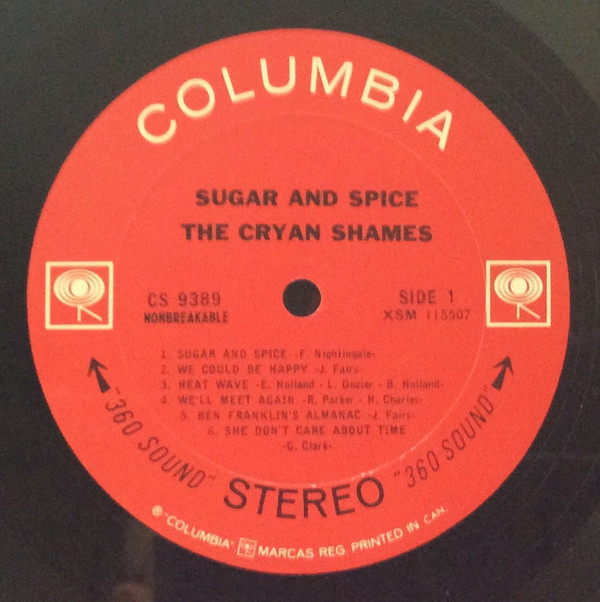 COLUMBIA
SUGAR AND SPICE
THE CRYAN SHAMES
CS 9389
NONBREAKABLE
SIDE 1
XSM 115507
1. SUGAR AND SPICE -F. Nightingale-
2. WE COULD BE HAPPY -J. Fairs-
3. HEAT WAVE -E. Holland - L. Dozier - B. Holland-
4. WE'LL MEET AGAIN -R. Parker - H. Charles-
5. BEN FRANKLIN'S ALMANAC -J. Fairs-
6. SHE DON'T CARE ABOUT TIME
-G. Clark-
"360 SOUND"
STEREO
"360 SOUND"
® "COLUMBIA" MARCAS REG. PRINTED IN CAN.